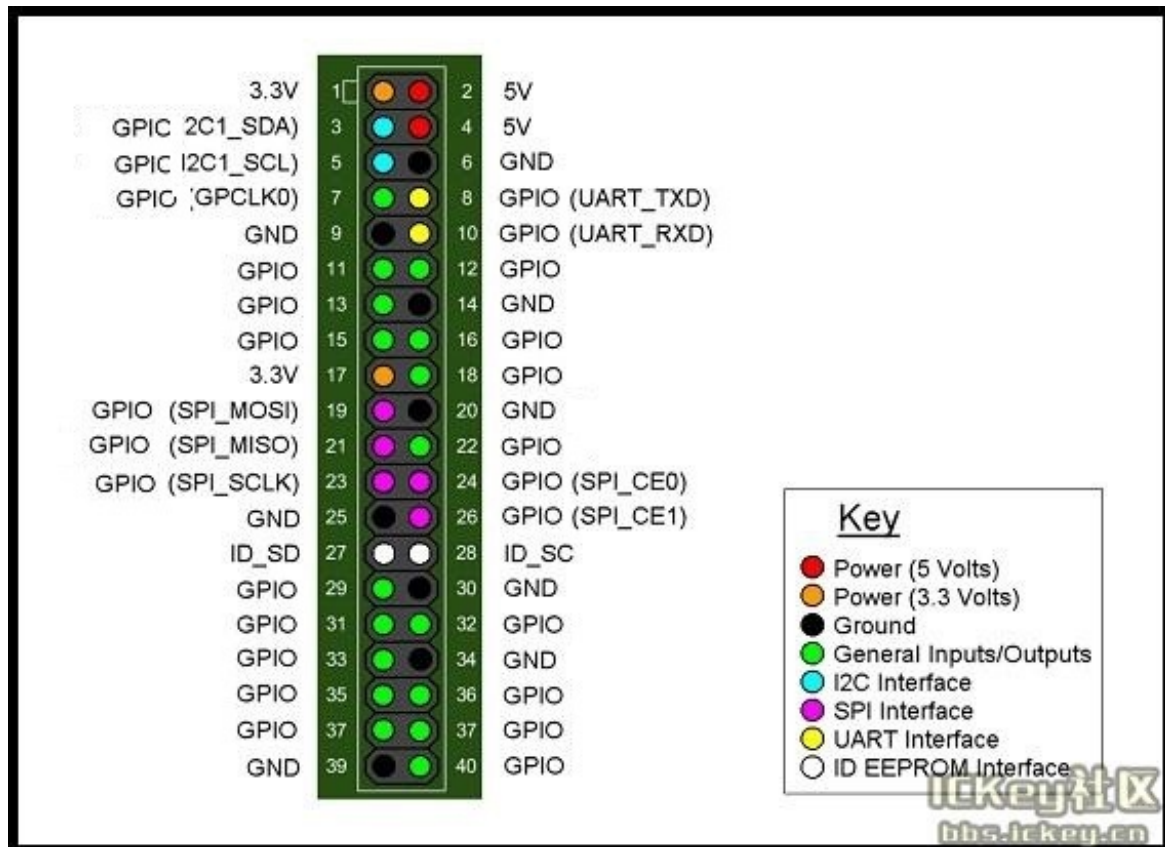 3.3V 1 2 5V
GPIC 2C1_SDA) 3 4 5V
GPIC I2C1_SCL) 5 6 GND
GPIO (GPCLK0) 7 8 GPIO (UART_TXD)
GND 9 10 GPIO (UART_RXD)
GPIO 11 12 GPIO
GPIO 13 14 GND
GPIO 15 16 GPIO
3.3V 17 18 GPIO
GPIO (SPI_MOSI) 19 20 GND
GPIO (SPI_MISO) 21 22 GPIO
GPIO (SPI_SCLK) 23 24 GPIO (SPI_CE0)
GND 25 26 GPIO (SPI_CE1)
ID_SD 27 28 ID_SC
GPIO 29 30 GND
GPIO 31 32 GPIO
GPIO 33 34 GND
GPIO 35 36 GPIO
GPIO 37 37 GPIO
GND 39 40 GPIO
Key
Power (5 Volts)
Power (3.3 Volts)
Ground
General Inputs/Outputs
I2C Interface
SPI Interface
UART Interface
ID EEPROM Interface
ICKey社区
bbs.ickey.cn